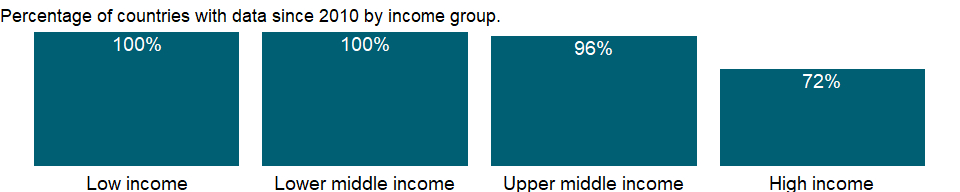 Percentage of countries with data since 2010 by income group.
100% 100% 96% 72%
Low income Lower middle income Upper middle income High income